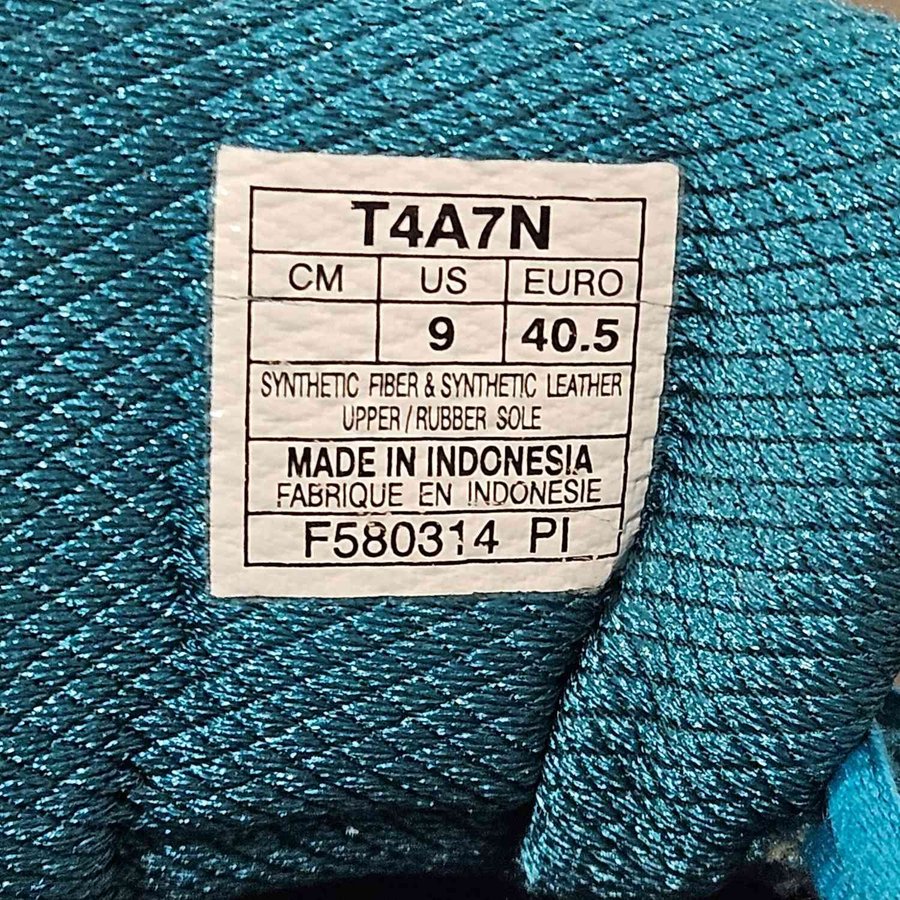 T4A7N
CM US EURO
9 40.5
SYNTHETIC FIBER & SYNTHETIC LEATHER
UPPER / RUBBER SOLE
MADE IN INDONESIA
FABRIQUE EN INDONESIE
F580314 PI